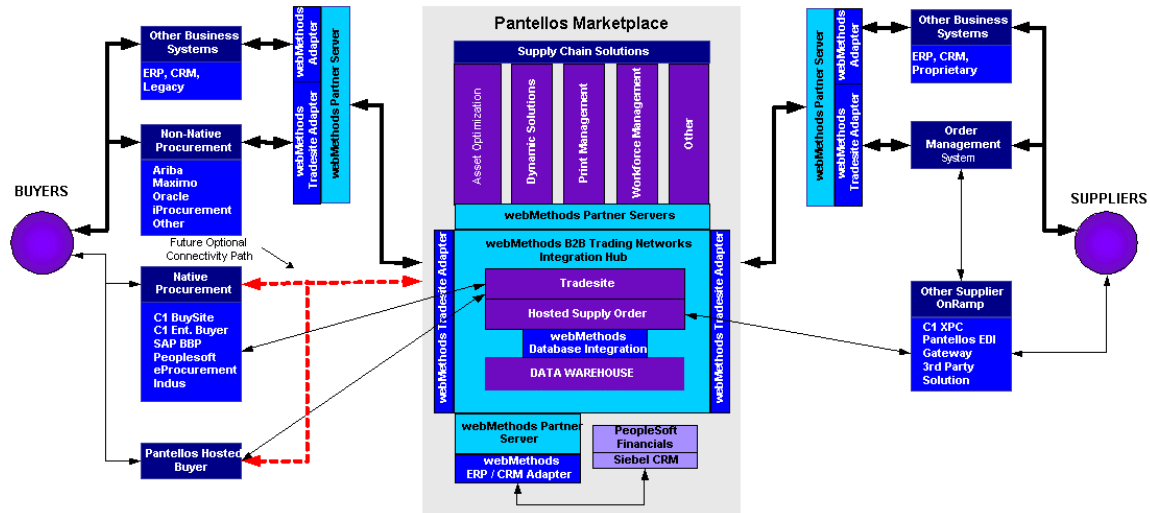 Pantellos Marketplace
Supply Chain Solutions
Asset Optimization
Dynamic Solutions
Print Management
Workforce Management
Other
webMethods Partner Servers
webMethods B2B Trading Networks
Integration Hub
Tradesite
Hosted Supply Order
webMethods
Database Integration
DATA WAREHOUSE
webMethods Tradesite Adapter
webMethods Tradesite Adapter
webMethods Partner
Server
webMethods
ERP / CRM Adapter
PeopleSoft
Financials
Siebel CRM
BUYERS
Other Business
Systems
ERP, CRM,
Legacy
Non-Native
Procurement
Ariba
Maximo
Oracle
iProcurement
Other
webMethods
Adapter
webMethods
Tradesite Adapter
webMethods Partner Server
Future Optional
Connectivity Path
Native
Procurement
C1 BuySite
C1 Ent. Buyer
SAP BBP
Peoplesoft
eProcurement
Indus
Pantellos Hosted
Buyer
webMethods Partner Server
webMethods
Adapter
webMethods
Tradesite Adapter
Other Business
Systems
ERP, CRM,
Proprietary
Order
Management
System
SUPPLIERS
Other Supplier
OnRamp
C1 XPC
Pantellos EDI
Gateway
3rd Party
Solution